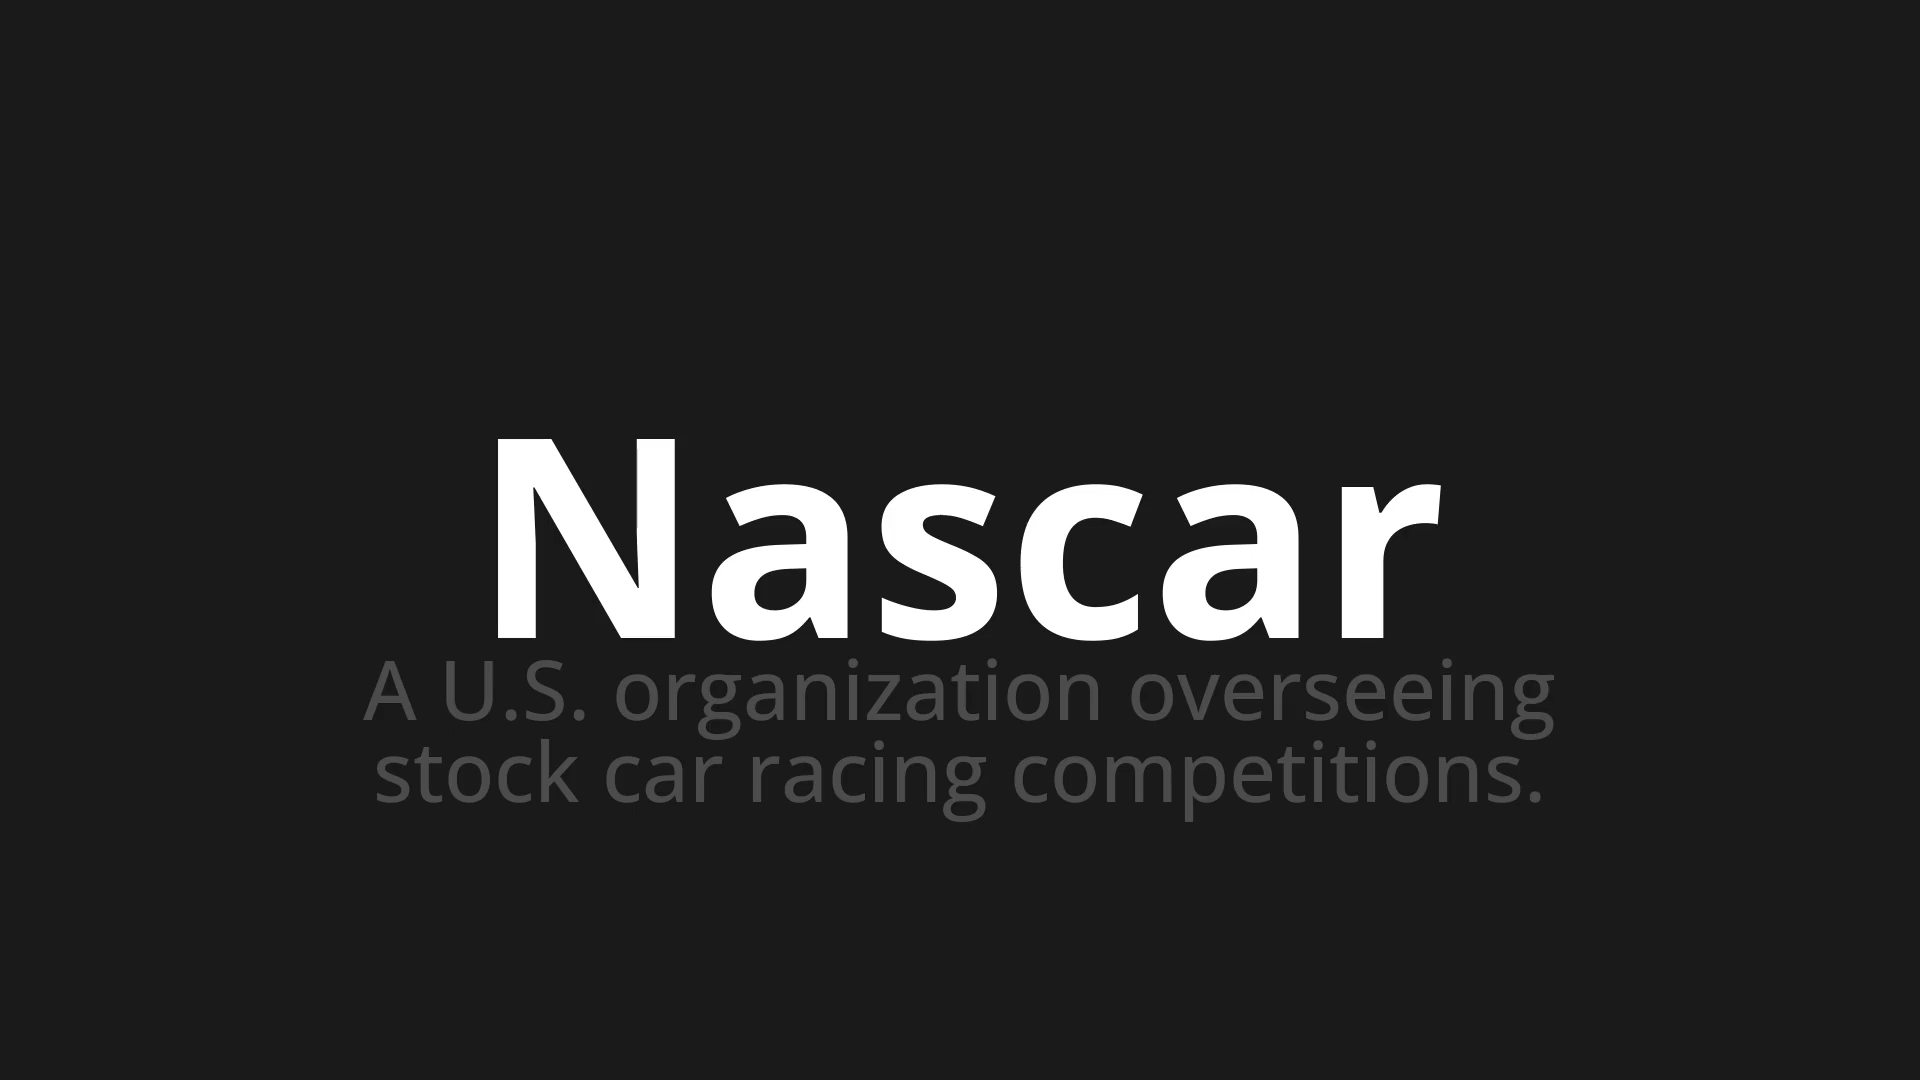 Nascar
A U.S. organization overseeing
stock car racing competitions.